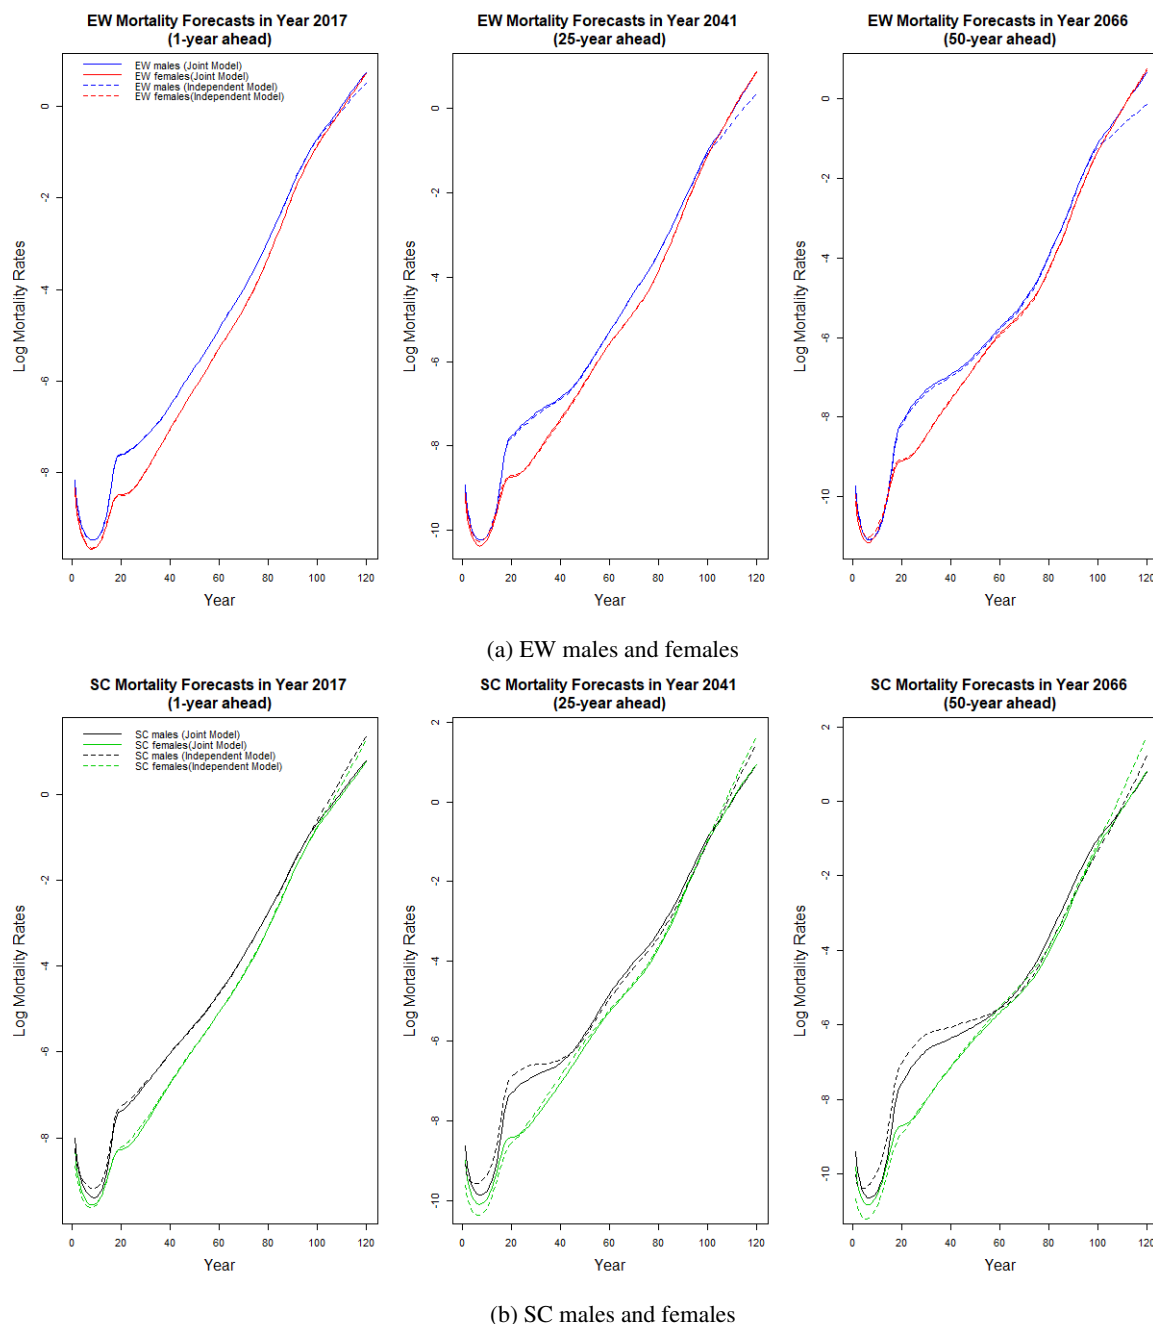 EW Mortality Forecasts in Year 2017
(1-year ahead)
EW males (Joint Model)
EW females(Joint Model)
EW males (Independent Model)
EW females(Independent Model)
Log Mortality Rates
0
-2
-4
-6
-8
0 20 40 60 80 100 120
Year
EW Mortality Forecasts in Year 2041
(25-year ahead)
Log Mortality Rates
0
-2
-4
-6
-8
-10
0 20 40 60 80 100 120
Year
EW Mortality Forecasts in Year 2066
(50-year ahead)
Log Mortality Rates
0
-2
-4
-6
-8
-10
0 20 40 60 80 100 120
Year
(a) EW males and females
SC Mortality Forecasts in Year 2017
(1-year ahead)
SC males (Joint Model)
SC females(Joint Model)
SC males (Independent Model)
SC females(Independent Model)
Log Mortality Rates
0
-2
-4
-6
-8
0 20 40 60 80 100 120
Year
SC Mortality Forecasts in Year 2041
(25-year ahead)
Log Mortality Rates
2
0
-2
-4
-6
-8
-10
0 20 40 60 80 100 120
Year
SC Mortality Forecasts in Year 2066
(50-year ahead)
Log Mortality Rates
2
0
-2
-4
-6
-8
-10
0 20 40 60 80 100 120
Year
(b) SC males and females